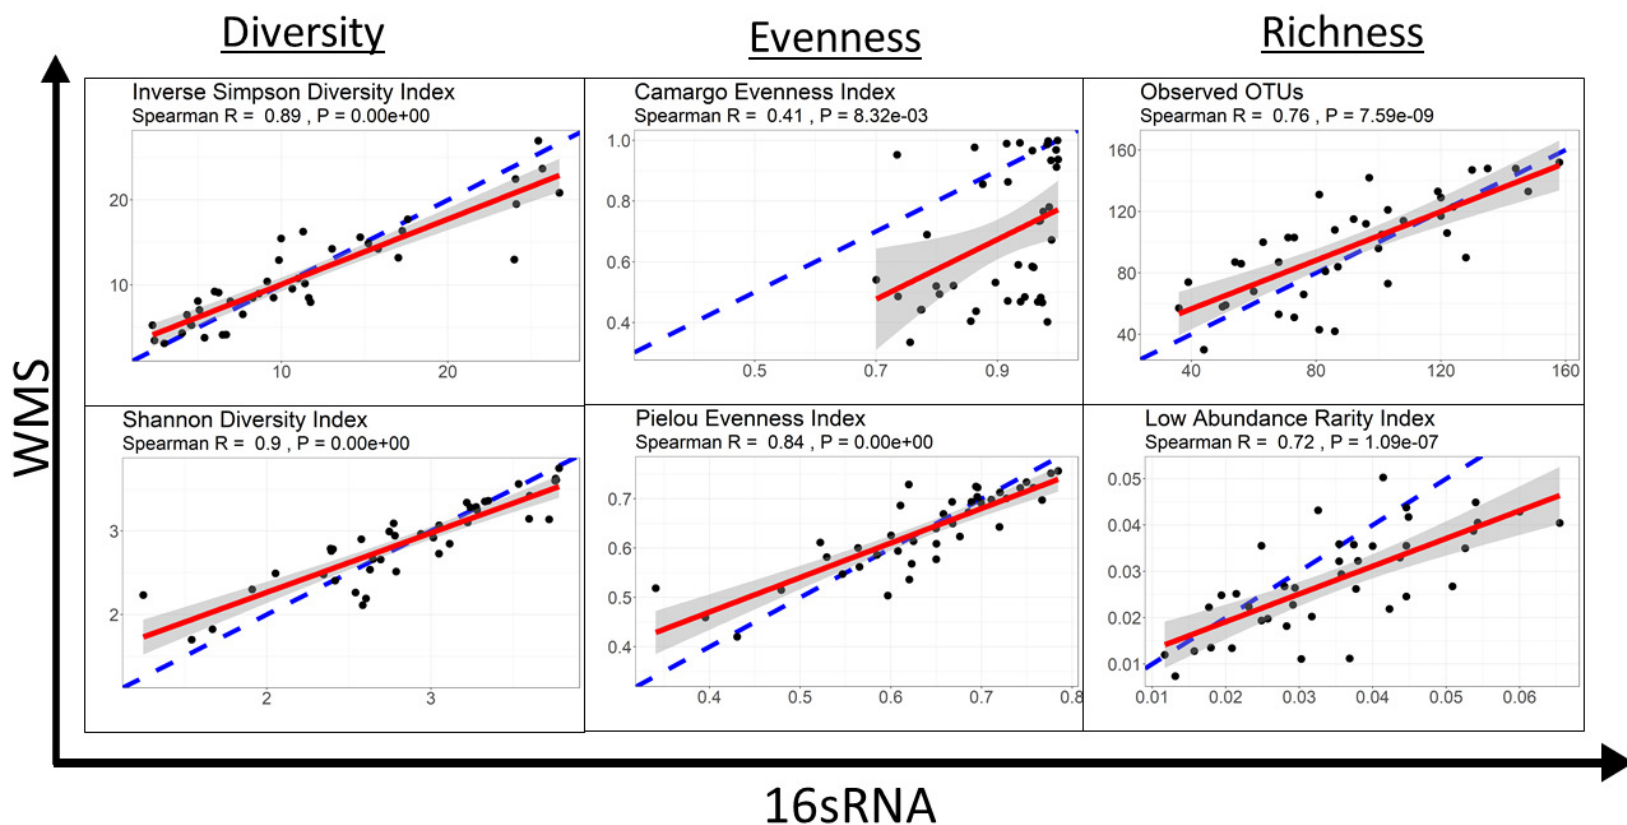 Diversity
Evenness
Richness
WMS
Inverse Simpson Diversity Index
Spearman R = 0.89 , P = 0.00e+00
20
10
10 20
Camargo Evenness Index
Spearman R = 0.41 , P = 8.32e-03
1.0
0.8
0.6
0.4
0.5 0.7 0.9
Observed OTUs
Spearman R = 0.76 , P = 7.59e-09
160
120
80
40
40 80 120 160
Shannon Diversity Index
Spearman R = 0.9 , P = 0.00e+00
3
2
2 3
Pielou Evenness Index
Spearman R = 0.84 , P = 0.00e+00
0.7
0.6
0.5
0.4
0.4 0.5 0.6 0.7 0.8
Low Abundance Rarity Index
Spearman R = 0.72 , P = 1.09e-07
0.05
0.04
0.03
0.02
0.01
0.01 0.02 0.03 0.04 0.05 0.06
16sRNA